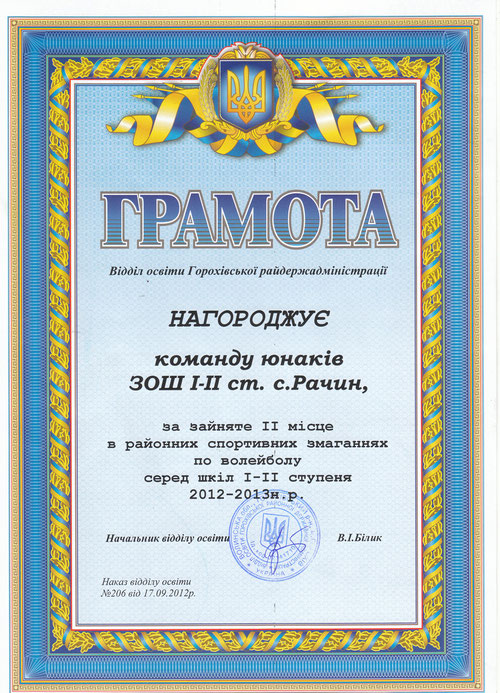 ГРАМОТА
Відділ освіти Горохівської райдержадміністрації
НАГОРОДЖУЄ
команду юнаків
ЗОШ І-ІІ ст. с.Рачин,
за зайняте ІІ місце
в районних спортивних змаганнях
по волейболу
серед шкіл І-ІІ ступеня
2012-2013н.р.
Начальник відділу освіти
В.І.Білик
УКРАЇНА
Наказ відділу освіти
№206 від 17.09.2012р.